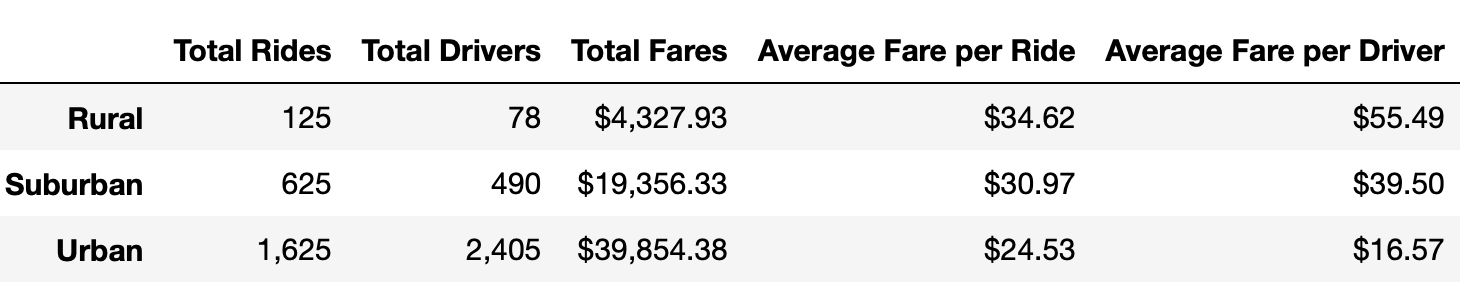 Total Rides Total Drivers Total Fares Average Fare per Ride Average Fare per Driver
Rural 125 78 $4,327.93 $34.62 $55.49
Suburban 625 490 $19,356.33 $30.97 $39.50
Urban 1,625 2,405 $39,854.38 $24.53 $16.57